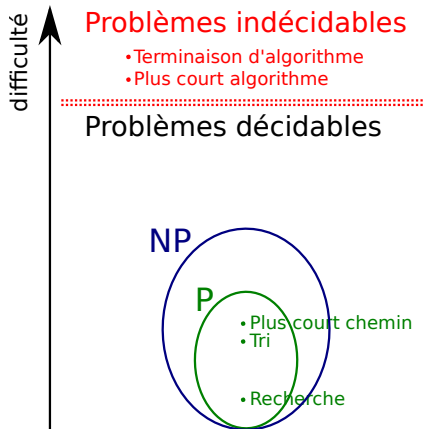 difficulté
Problèmes indécidables
•Terminaison d'algorithme
•Plus court algorithme
Problèmes décidables
NP
P
•Plus court chemin
•Tri
•Recherche